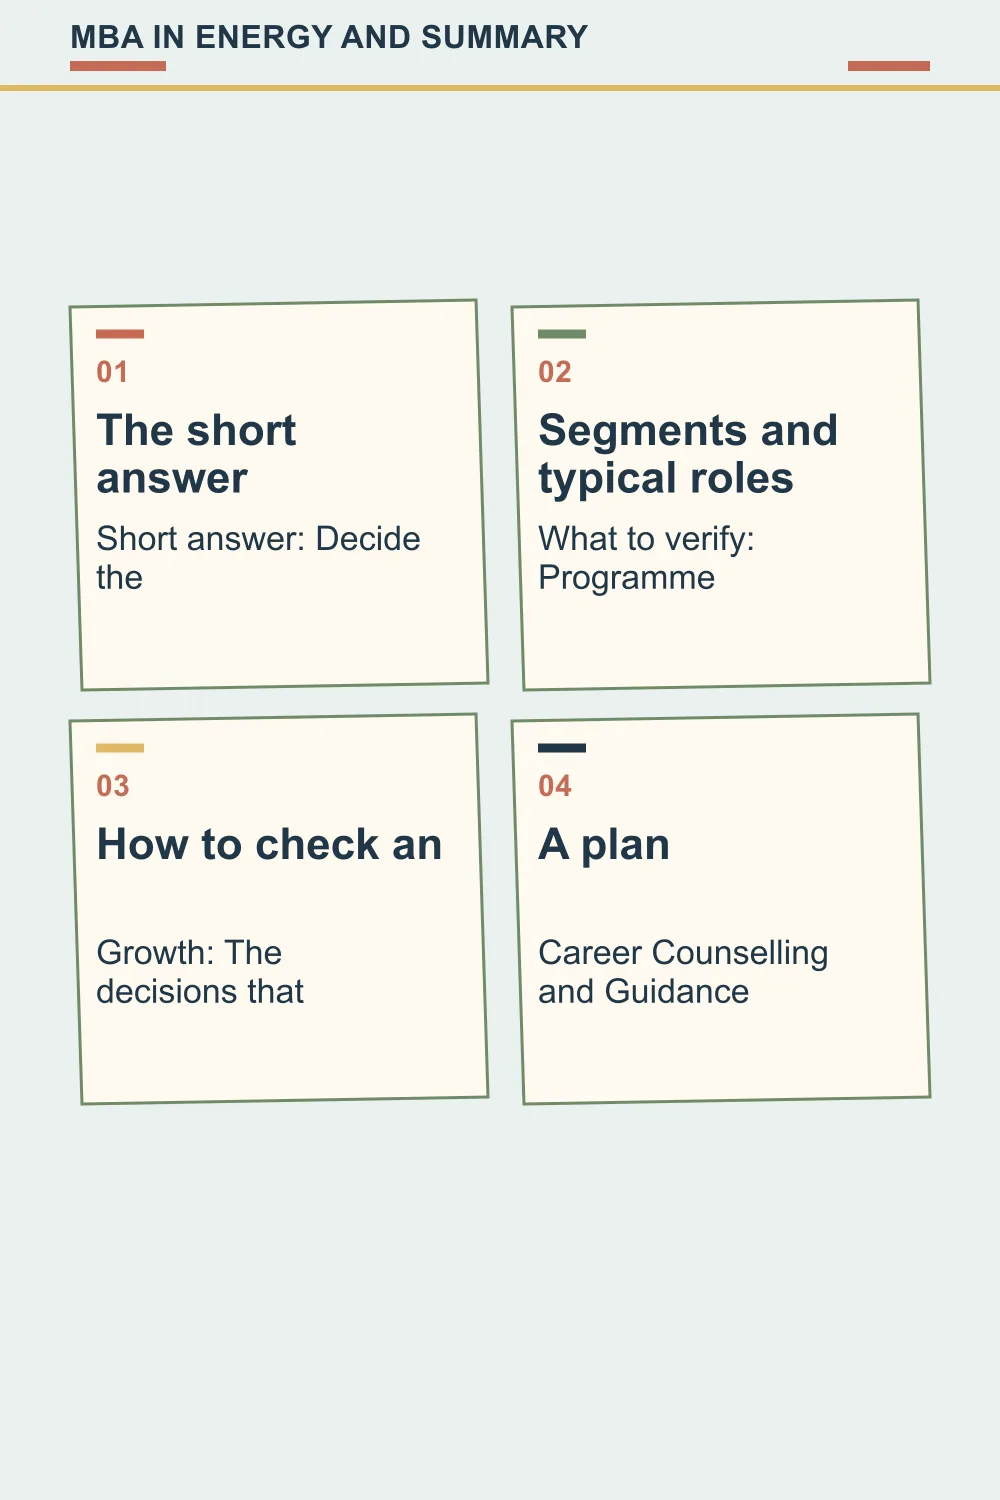 MBA IN ENERGY AND SUMMARY
01
The short
answer
Short answer: Decide
the
02
Segments and
typical roles
What to verify:
Programme
03
How to check an
Growth: The
decisions that
04
A plan
Career Counselling
and Guidance